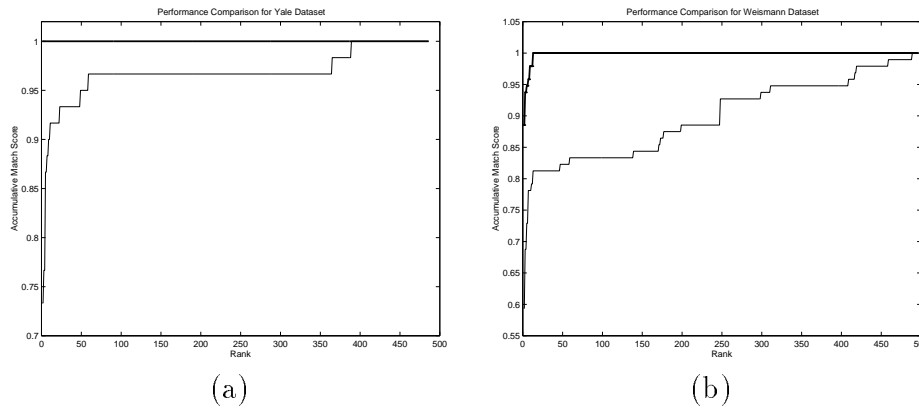 Performance Comparison for Yale Dataset
1
0.95
0.9
0.85
0.8
0.75
0.7
Accumulative Match Score
0 50 100 150 200 250 300 350 400 450 500
Rank
(a)
Performance Comparison for Weismann Dataset
1.05
1
0.95
0.9
0.85
0.8
0.75
0.7
0.65
0.6
0.55
Accumulative Match Score
0 50 100 150 200 250 300 350 400 450
Rank
(b)